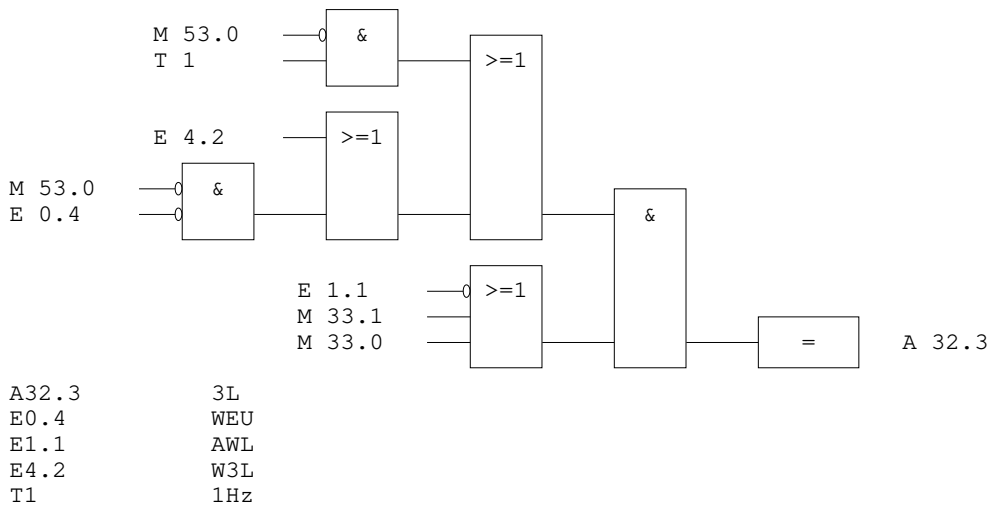 M 53.0 &
T 1 >=1
E 4.2 >=1
M 53.0 &
E 0.4 &
E 1.1 >=1
M 33.1
M 33.0 = A 32.3
A32.3 3L
E0.4 WEU
E1.1 AWL
E4.2 W3L
T1 1Hz